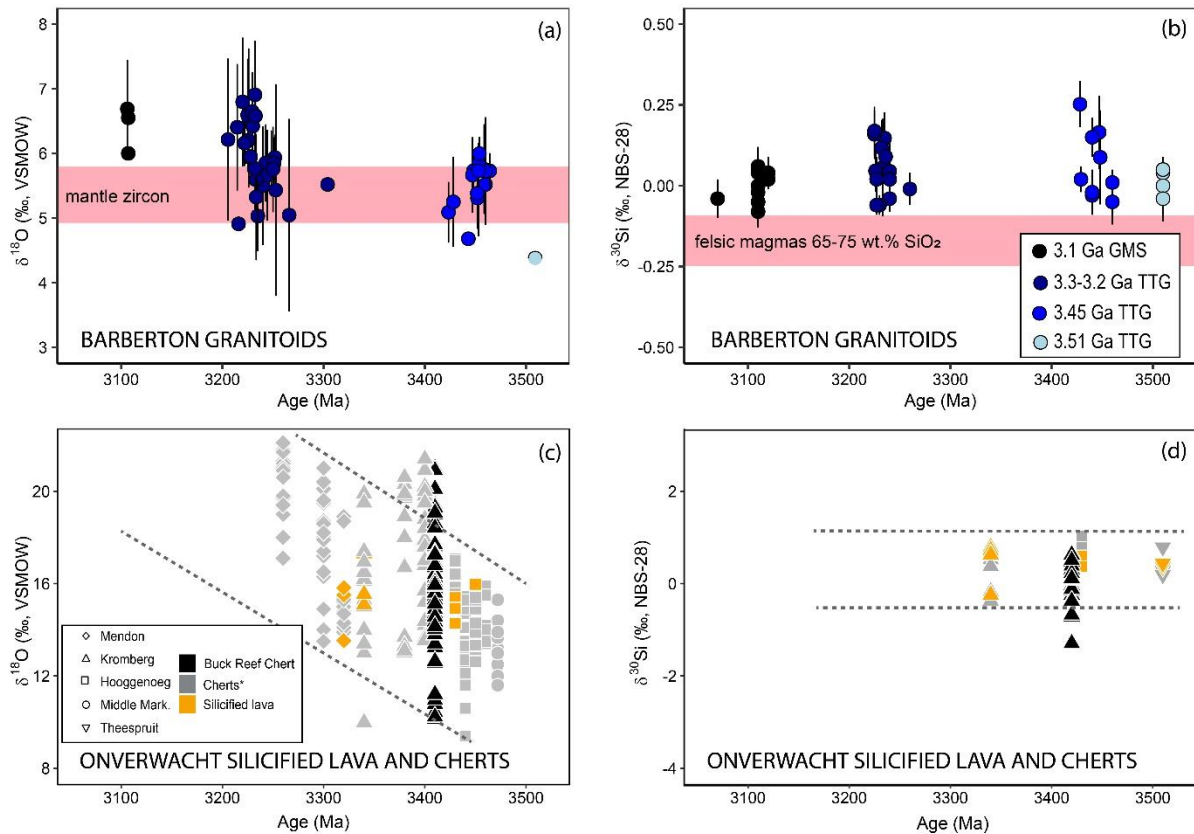 8
7
6
5
4
3
δ¹⁸O (‰, VSMOW)
(a)
mantle zircon
BARBERTON GRANITOIDS
3100
3200
3300
3400
3500
Age (Ma)
0.50
0.25
0.00
-0.25
-0.50
δ³⁰Si (‰, NBS-28)
(b)
felsic magmas 65-75 wt.% SiO₂
3.1 Ga GMS
3.3-3.2 Ga TTG
3.45 Ga TTG
3.51 Ga TTG
BARBERTON GRANITOIDS
3100
3200
3300
3400
3500
Age (Ma)
20
16
12
8
δ¹⁸O (‰, VSMOW)
(c)
Mendon
Kromberg
Hooggenoeg
Middle Mark.
Theespruit
Buck Reef Chert
Cherts*
Silicified lava
ONVERWACHT SILICIFIED LAVA AND CHERTS
3100
3200
3300
3400
3500
Age (Ma)
2
0
-2
-4
δ³⁰Si (‰, NBS-28)
(d)
ONVERWACHT SILICIFIED LAVA AND CHERTS
3100
3200
3300
3400
3500
Age (Ma)